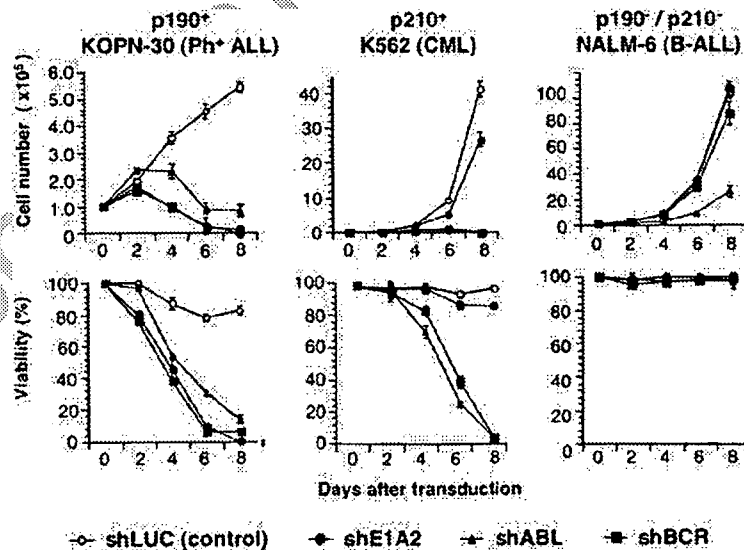 p190⁺
KOPN-30 (Ph⁺ ALL)
p210⁺
K562 (CML)
p190⁻ / p210⁻
NALM-6 (B-ALL)
Cell number (x10⁵)
8.0
6.0
4.0
3.0
2.0
1.0
0
0 2 4 6 8
40
30
20
10
0
0 2 4 6 8
100
80
60
40
20
0
0 2 4 6 8
Viability (%)
100
80
60
40
20
0
0 2 4 6 8
100
80
60
40
20
0
0 2 4 6 8
100
80
60
40
20
0
0 2 4 6 8
Days after transduction
shLUC (control) shE1A2 shABL shBCR